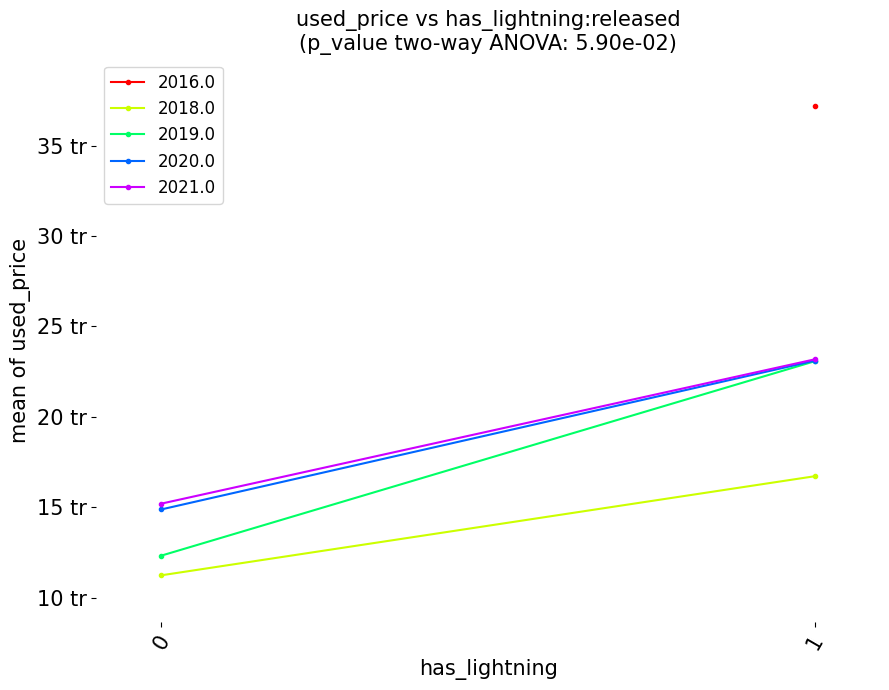 used_price vs has_lightning:released
(p_value two-way ANOVA: 5.90e-02)
2016.0
2018.0
2019.0
2020.0
2021.0
35 tr
30 tr
25 tr
20 tr
15 tr
10 tr
mean of used_price
0
1
has_lightning